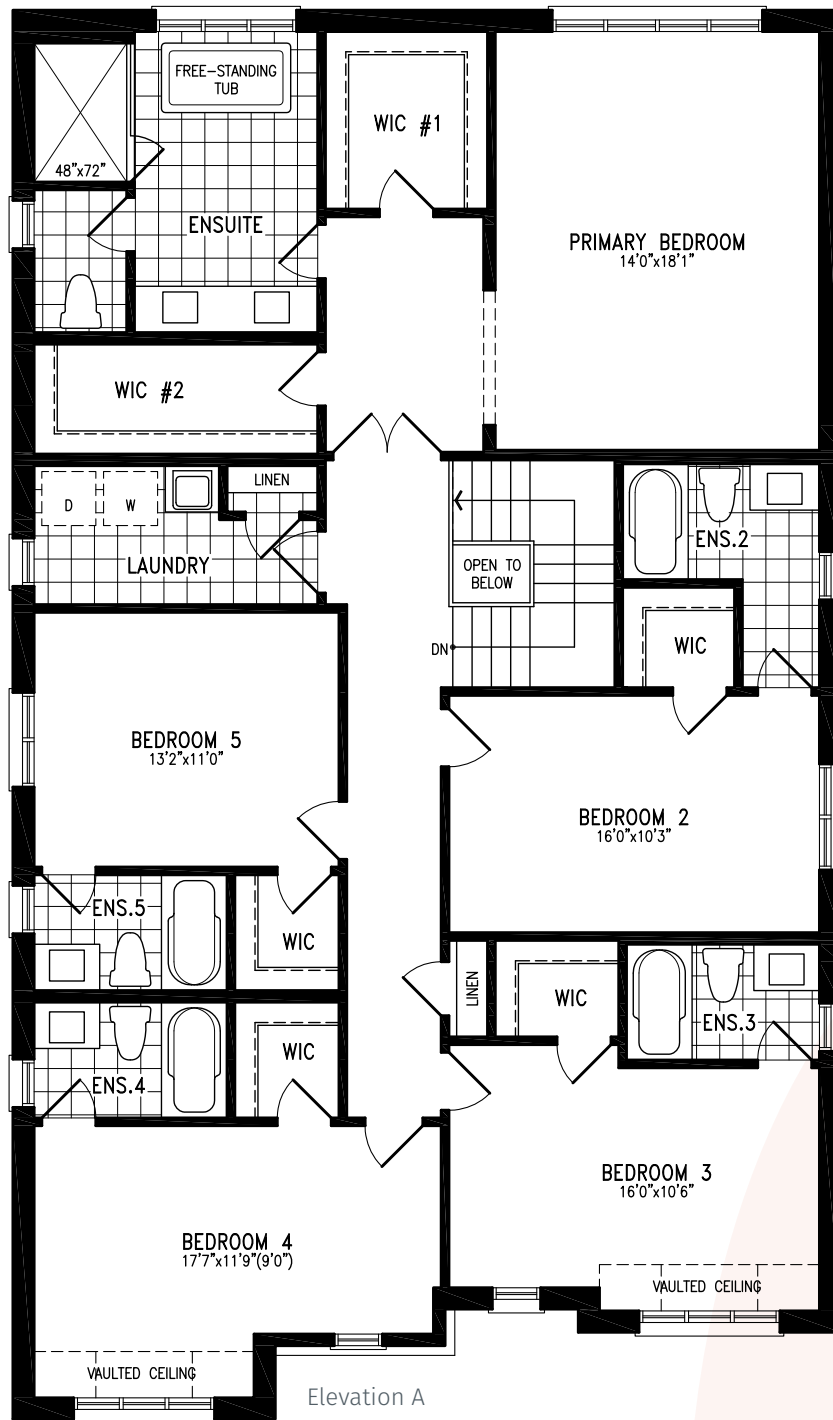 FREE-STANDING
TUB
WIC #1
48"x72"
ENSUITE
PRIMARY BEDROOM
14'0"x18'1"
WIC #2
D
W
LINEN
LAUNDRY
OPEN TO
BELOW
DN
ENS.2
WIC
BEDROOM 5
13'2"x11'0"
BEDROOM 2
16'0"x10'3"
ENS.5
WIC
LINEN
WIC
ENS.3
ENS.4
WIC
BEDROOM 3
16'0"x10'6"
BEDROOM 4
17'7"x11'9"(9'0")
VAULTED CEILING
VAULTED CEILING
Elevation A